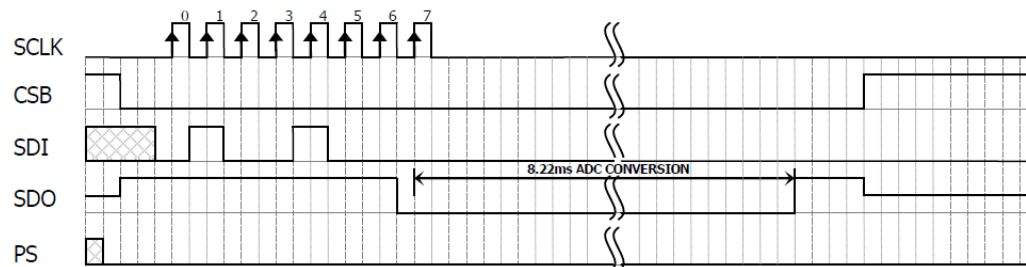 0 1 2 3 4 5 6 7
SCLK
CSB
SDI
8.22ms ADC CONVERSION
SDO
PS